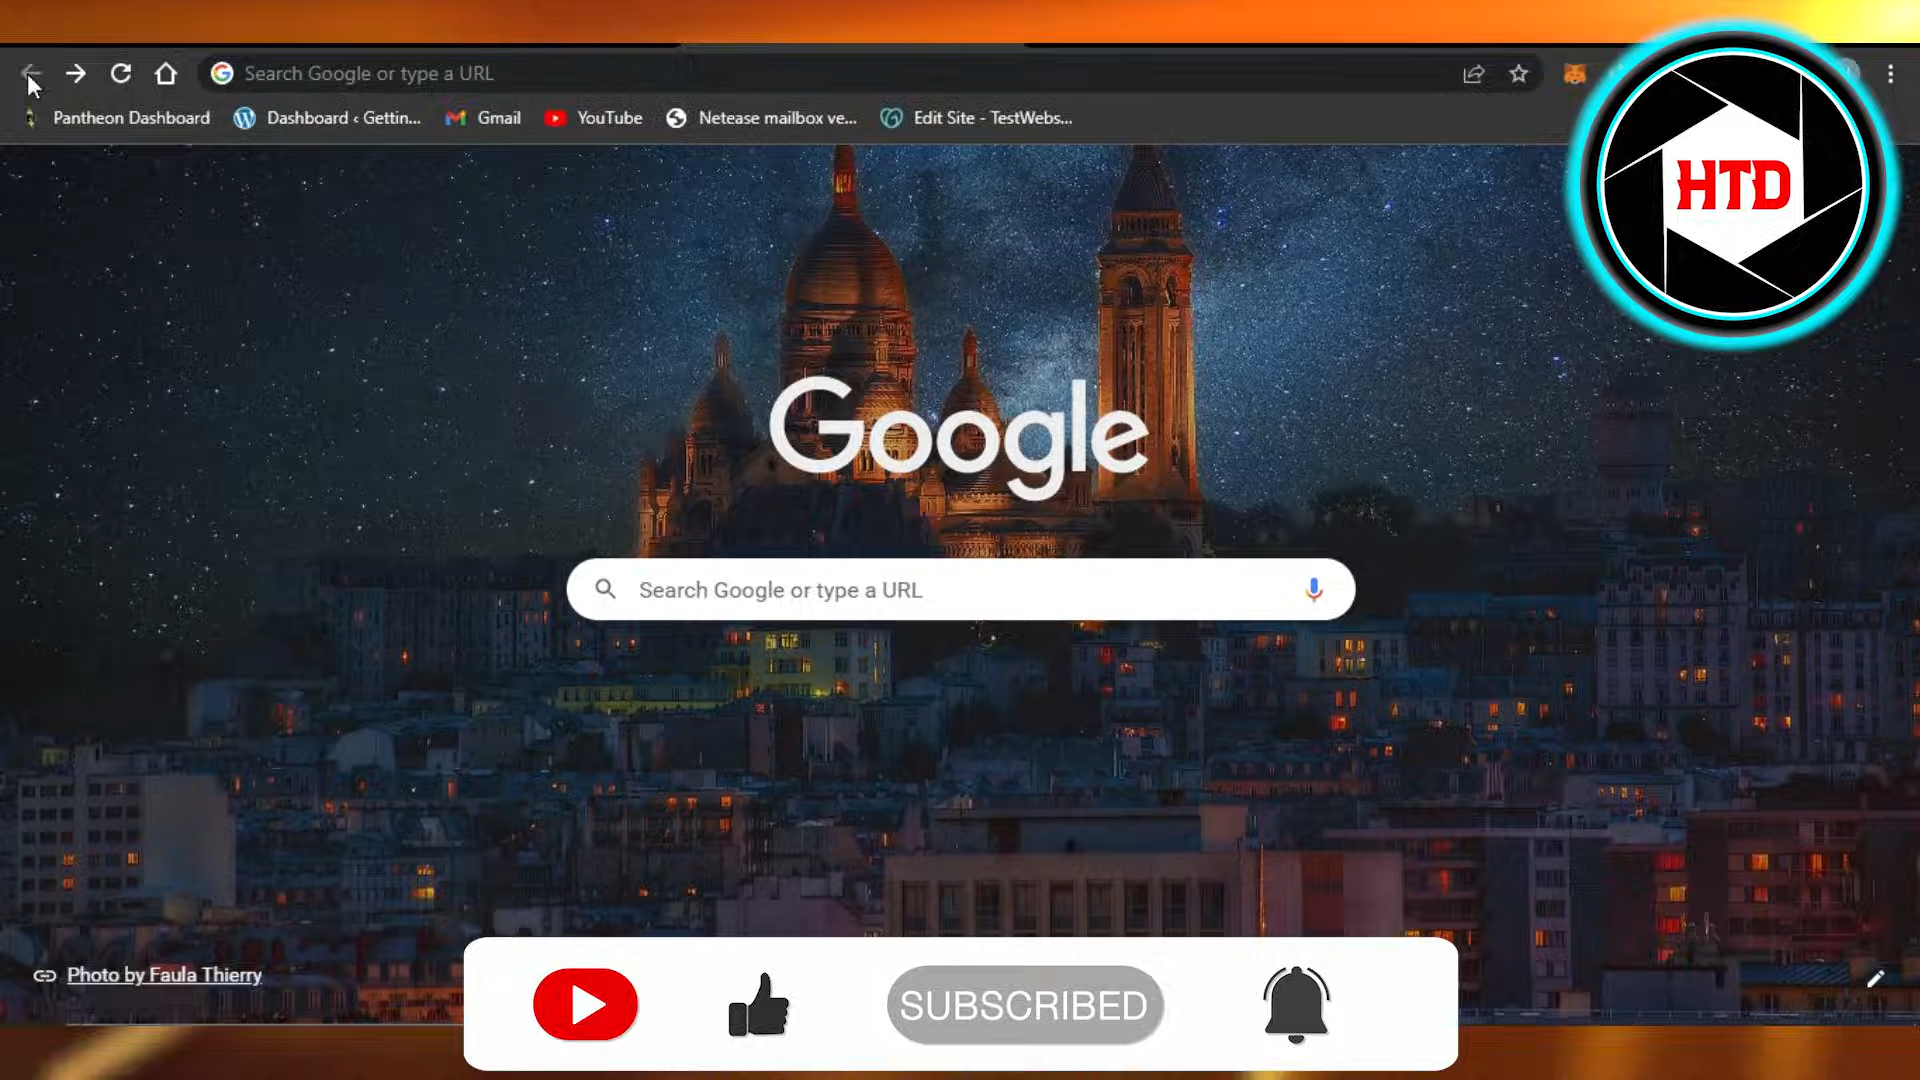 Search Google or type a URL
Pantheon Dashboard
Dashboard ‹ Gettin...
Gmail
YouTube
Netease mailbox ve...
Edit Site - TestWebs...
HTD
Google
Search Google or type a URL
Photo by Faula Thierry
SUBSCRIBED